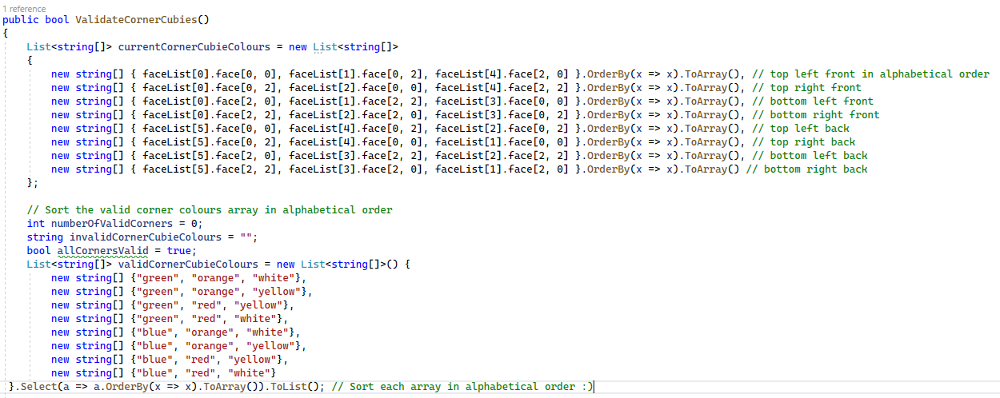 1 reference
public bool ValidateCornerCubies()
{
List<string[]> currentCornerCubieColours = new List<string[]>
{
new string[] { faceList[0].face[0, 0], faceList[1].face[0, 2], faceList[4].face[2, 0] }.OrderBy(x => x).ToArray(), // top left front in alphabetical order
new string[] { faceList[0].face[0, 2], faceList[2].face[0, 0], faceList[4].face[2, 2] }.OrderBy(x => x).ToArray(), // top right front
new string[] { faceList[0].face[2, 0], faceList[1].face[2, 2], faceList[3].face[0, 0] }.OrderBy(x => x).ToArray(), // bottom left front
new string[] { faceList[0].face[2, 2], faceList[2].face[2, 0], faceList[3].face[0, 2] }.OrderBy(x => x).ToArray(), // bottom right front
new string[] { faceList[5].face[0, 0], faceList[4].face[0, 2], faceList[2].face[0, 2] }.OrderBy(x => x).ToArray(), // top left back
new string[] { faceList[5].face[0, 2], faceList[4].face[0, 0], faceList[1].face[0, 0] }.OrderBy(x => x).ToArray(), // top right back
new string[] { faceList[5].face[2, 0], faceList[3].face[2, 2], faceList[2].face[2, 2] }.OrderBy(x => x).ToArray(), // bottom left back
new string[] { faceList[5].face[2, 2], faceList[3].face[2, 0], faceList[1].face[2, 0] }.OrderBy(x => x).ToArray() // bottom right back
};
// Sort the valid corner colours array in alphabetical order
int numberOfValidCorners = 0;
string invalidCornerCubieColours = "";
bool allCornersValid = true;
List<string[]> validCornerCubieColours = new List<string[]>() {
new string[] {"green", "orange", "white"},
new string[] {"green", "orange", "yellow"},
new string[] {"green", "red", "yellow"},
new string[] {"green", "red", "white"},
new string[] {"blue", "orange", "white"},
new string[] {"blue", "orange", "yellow"},
new string[] {"blue", "red", "yellow"},
new string[] {"blue", "red", "white"}
}.Select(a => a.OrderBy(x => x).ToArray()).ToList(); // Sort each array in alphabetical order :)